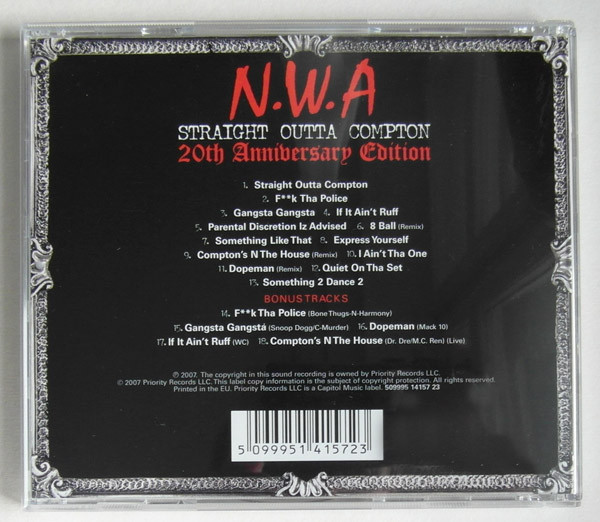 N.W.A
STRAIGHT OUTTA COMPTON
20th Anniversary Edition
1. Straight Outta Compton
2. F**k Tha Police
3. Gangsta Gangsta 4. If It Ain't Ruff
5. Parental Discretion Iz Advised 6. 8 Ball (Remix)
7. Something Like That 8. Express Yourself
9. Compton's N The House (Remix) 10. I Ain't Tha One
11. Dopeman (Remix) 12. Quiet On Tha Set
13. Something 2 Dance 2
BONUS TRACKS
14. F**k Tha Police (Bone Thugs-N-Harmony)
15. Gangsta Gangstá (Snoop Dogg/C-Murder) 16. Dopeman (Mack 10)
17. If It Ain't Ruff (WC) 18. Compton's N The House (Dr. Dre/M.C. Ren) (Live)
℗ 2007. The copyright in this sound recording is owned by Priority Records LLC.
© 2007 Priority Records LLC. This label copy information is the subject of copyright protection. All rights reserved.
Printed in the EU. Priority Records LLC is a Capitol Music label. 509995 14157 23
5 099951 415723